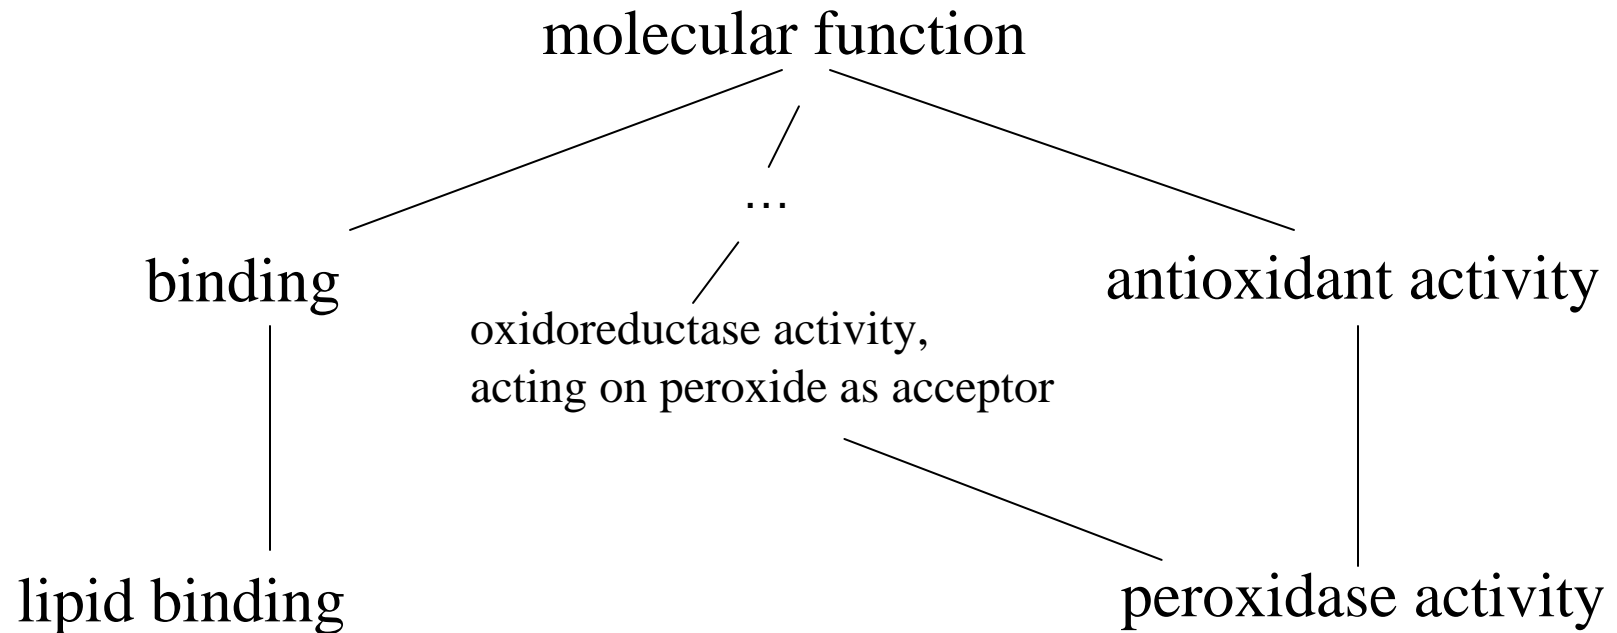 molecular function
...
binding
antioxidant activity
oxidoreductase activity,
acting on peroxide as acceptor
lipid binding
peroxidase activity